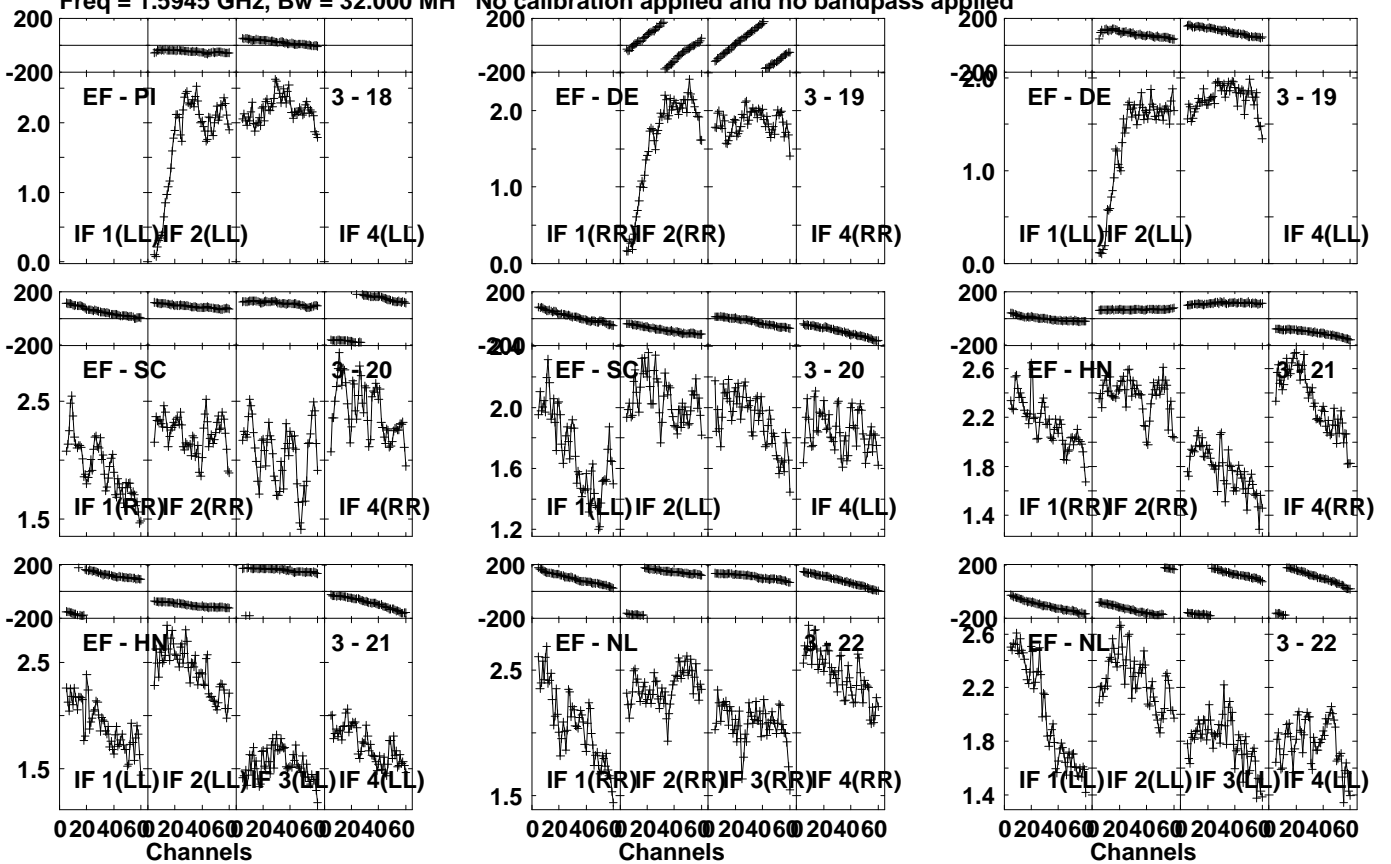 Freq = 1.5945 GHz, Bw = 32.000 MH No calibration applied and no bandpass applied
200
-200
EF - PI
3 - 18
2.0
1.0
0.0
IF 1(LL)
IF 2(LL)
IF 4(LL)
200
-200
EF - DE
3 - 19
2.0
1.0
0.0
IF 1(RR)
IF 2(RR)
IF 4(RR)
200
-200
2.0
EF - DE
3 - 19
1.0
0.0
IF 1(LL)
IF 2(LL)
IF 4(LL)
200
-200
EF - SC
3 - 20
2.5
1.5
IF 1(RR)
IF 2(RR)
IF 4(RR)
200
-200
2.4
EF - SC
3 - 20
2.0
1.6
1.2
IF 1(LL)
IF 2(LL)
IF 4(LL)
200
-200
EF - HN
3 - 21
2.6
2.2
1.8
1.4
IF 1(RR)
IF 2(RR)
IF 4(RR)
200
-200
EF - HN
3 - 21
2.5
1.5
IF 1(LL)
IF 2(LL)
IF 3(LL)
IF 4(LL)
0 20 40 60 0 20 40 60 0 20 40 60 0 20 40 60
Channels
200
-200
EF - NL
3 - 22
2.5
1.5
IF 1(RR)
IF 2(RR)
IF 3(RR)
IF 4(RR)
0 20 40 60 0 20 40 60 0 20 40 60 0 20 40 60
Channels
200
-200
EF - NL
3 - 22
2.6
2.2
1.8
1.4
IF 1(LL)
IF 2(LL)
IF 3(LL)
IF 4(LL)
0 20 40 60 0 20 40 60 0 20 40 60 0 20 40 60
Channels